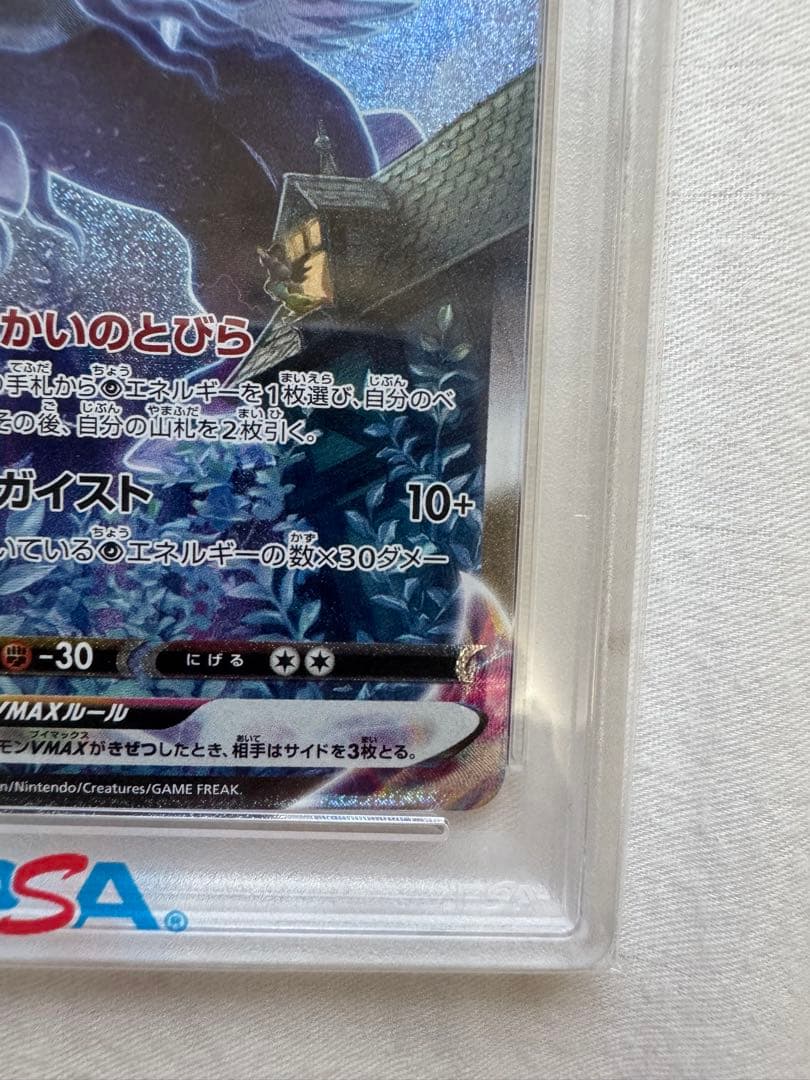 かいのとびら
手札から エネルギーを1枚選び、自分のベ
その後、自分の山札を2枚引く。
ガイスト 10+
いている エネルギーの数×30ダメー
-30 にげる
VMAXルール
モンVMAXがきぜつしたとき、相手はサイドを3枚とる。
n/Nintendo/Creatures/GAME FREAK.
PSA®